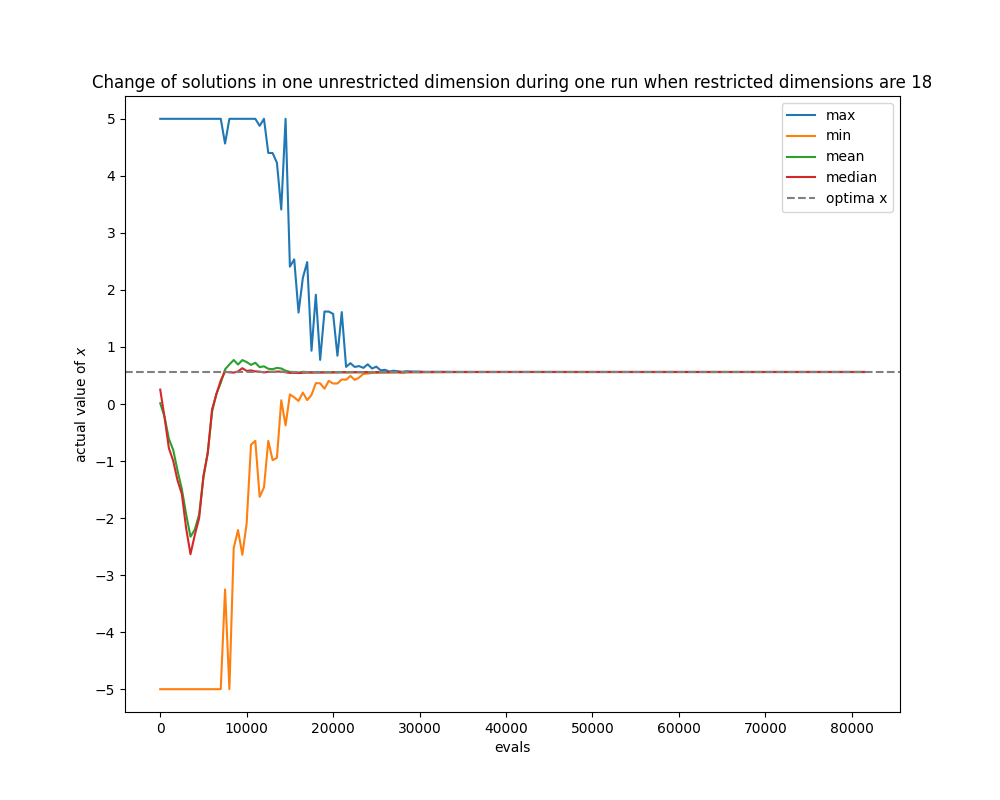 Change of solutions in one unrestricted dimension during one run when restricted dimensions are 18
max
min
mean
median
optima x
actual value of x
5
4
3
2
1
0
−1
−2
−3
−4
−5
0 10000 20000 30000 40000 50000 60000 70000 80000
evals